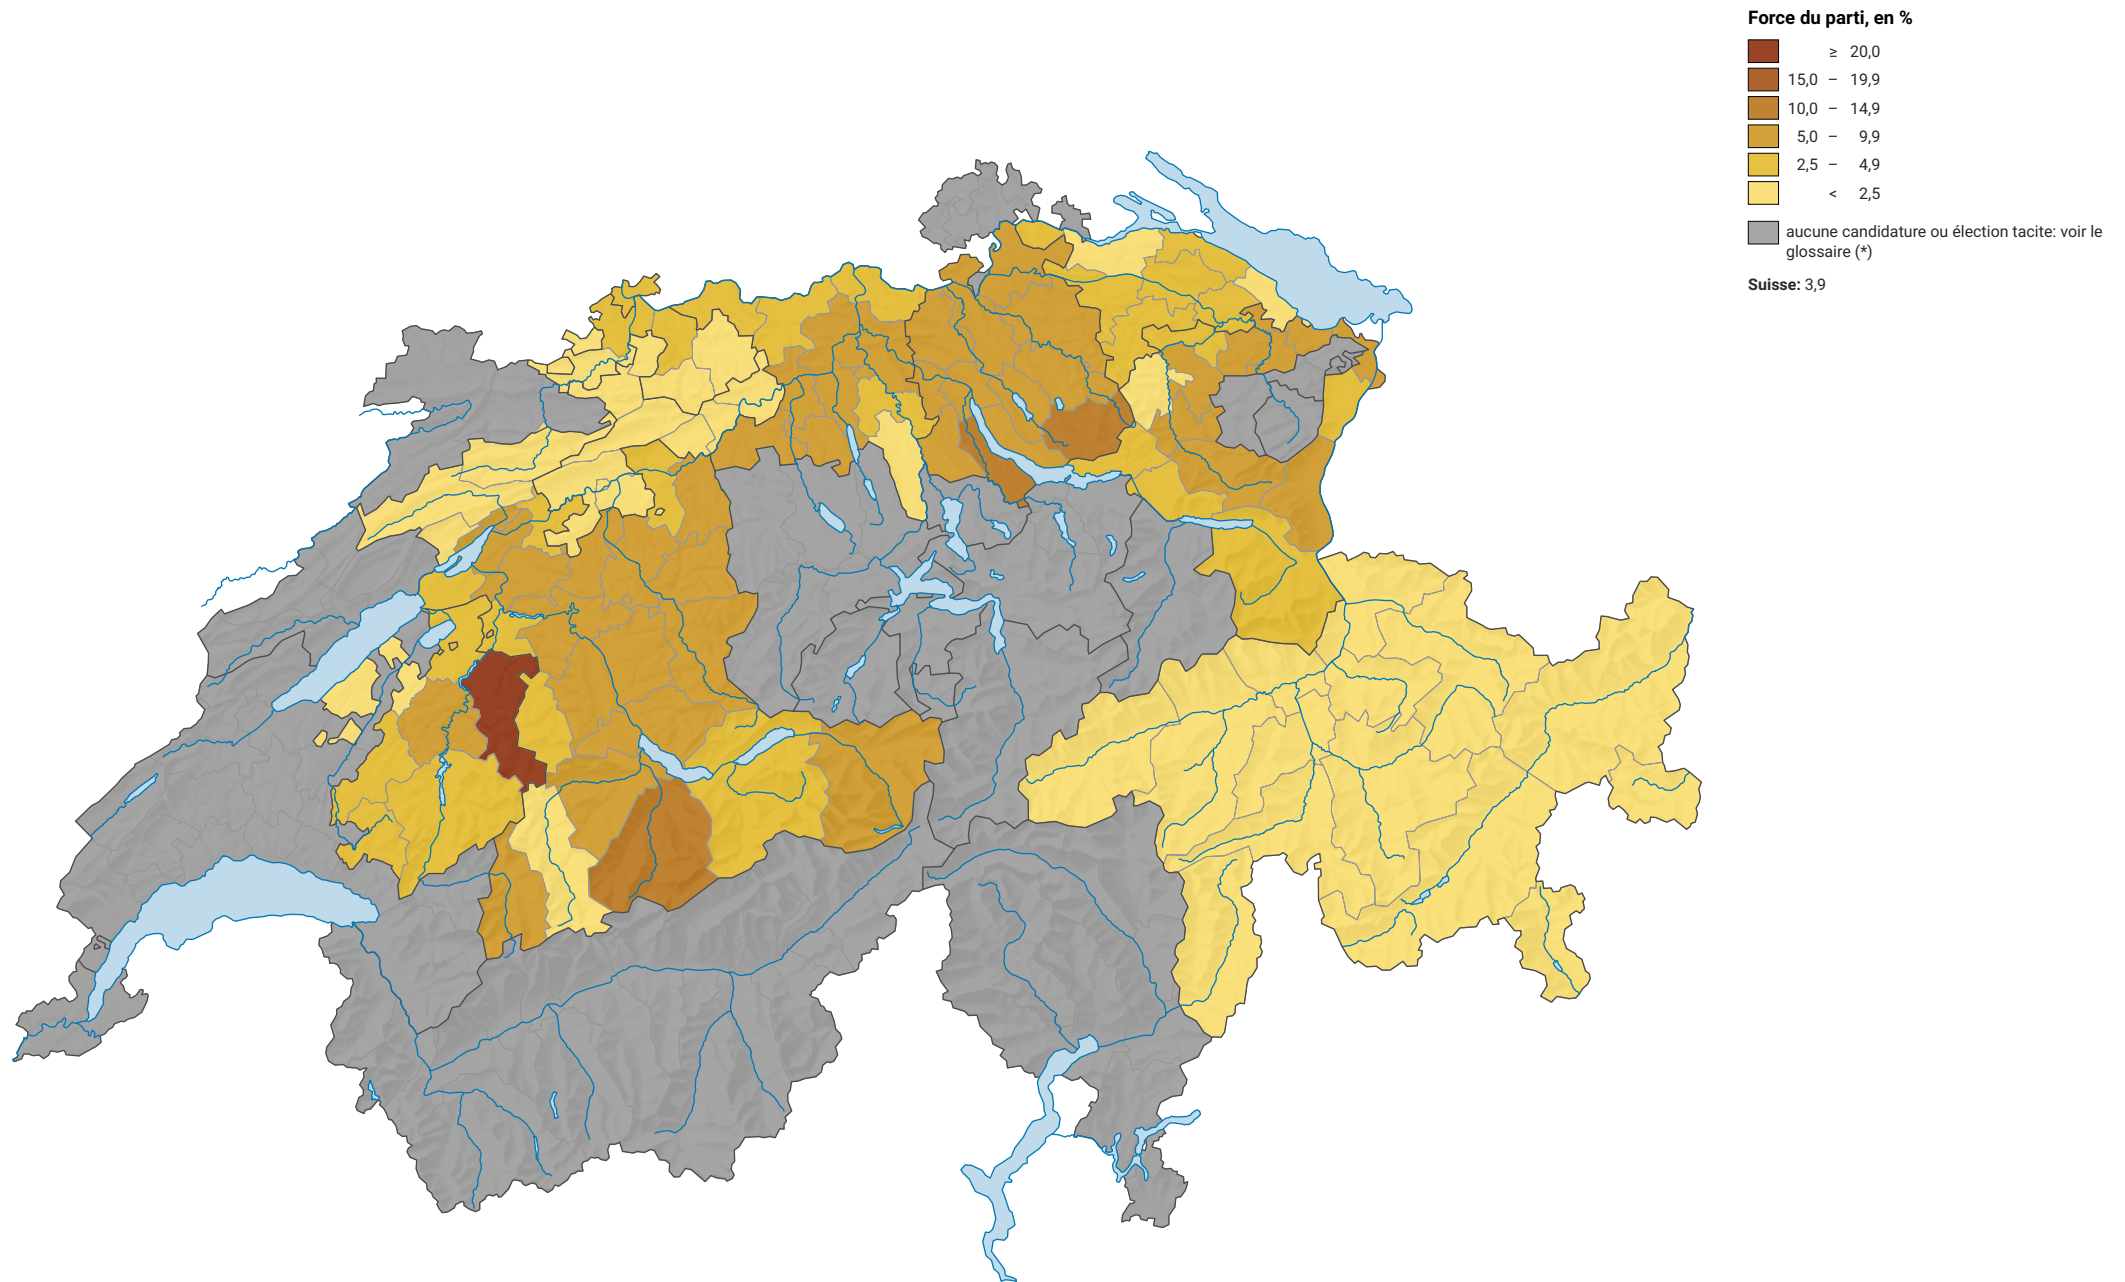 Force du parti, en %
≥ 20,0
15,0 – 19,9
10,0 – 14,9
5,0 – 9,9
2,5 – 4,9
< 2,5
aucune candidature ou élection tacite: voir le
glossaire (*)
Suisse: 3,9